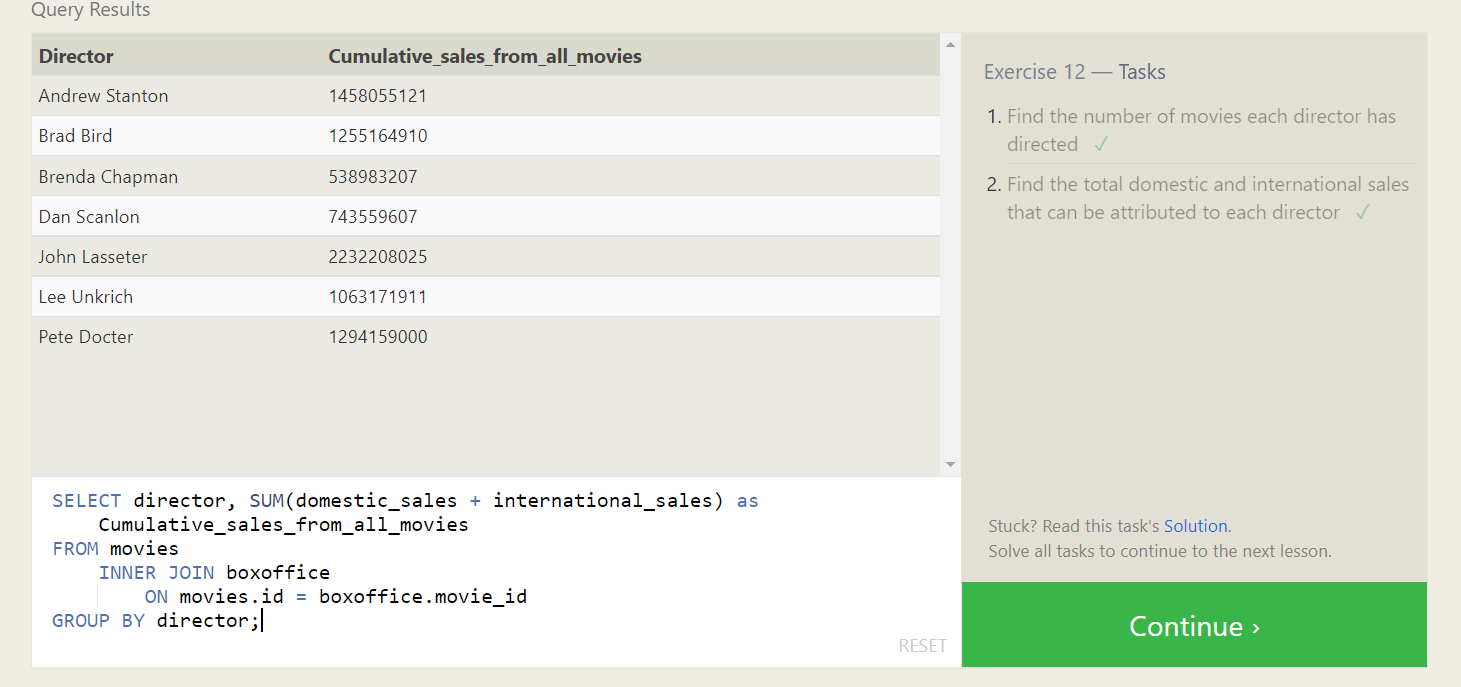 Query Results
Director Cumulative_sales_from_all_movies
Andrew Stanton 1458055121
Brad Bird 1255164910
Brenda Chapman 538983207
Dan Scanlon 743559607
John Lasseter 2232208025
Lee Unkrich 1063171911
Pete Docter 1294159000
SELECT director, SUM(domestic_sales + international_sales) as
Cumulative_sales_from_all_movies
FROM movies
INNER JOIN boxoffice
ON movies.id = boxoffice.movie_id
GROUP BY director;
RESET
Exercise 12 — Tasks
1. Find the number of movies each director has
directed ✓
2. Find the total domestic and international sales
that can be attributed to each director ✓
Stuck? Read this task's Solution.
Solve all tasks to continue to the next lesson.
Continue ›